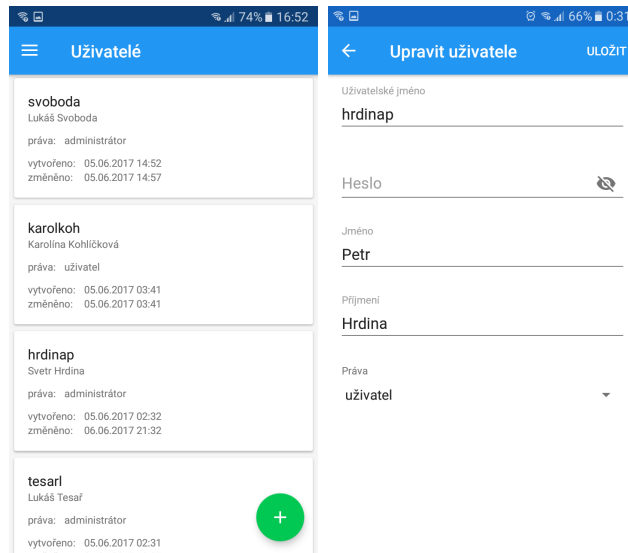 74% 16:52
Uživatelé
svoboda
Lukáš Svoboda
práva: administrátor
vytvořeno: 05.06.2017 14:52
změněno: 05.06.2017 14:57
karolkoh
Karolína Kohlíčková
práva: uživatel
vytvořeno: 05.06.2017 03:41
změněno: 05.06.2017 03:41
hrdinap
Svetr Hrdina
práva: administrátor
vytvořeno: 05.06.2017 02:32
změněno: 06.06.2017 21:32
tesarl
Lukáš Tesař
práva: administrátor
vytvořeno: 05.06.2017 02:31
66% 0:31
Upravit uživatele ULOŽIT
Uživatelské jméno
hrdinap
Heslo
Jméno
Petr
Příjmení
Hrdina
Práva
uživatel